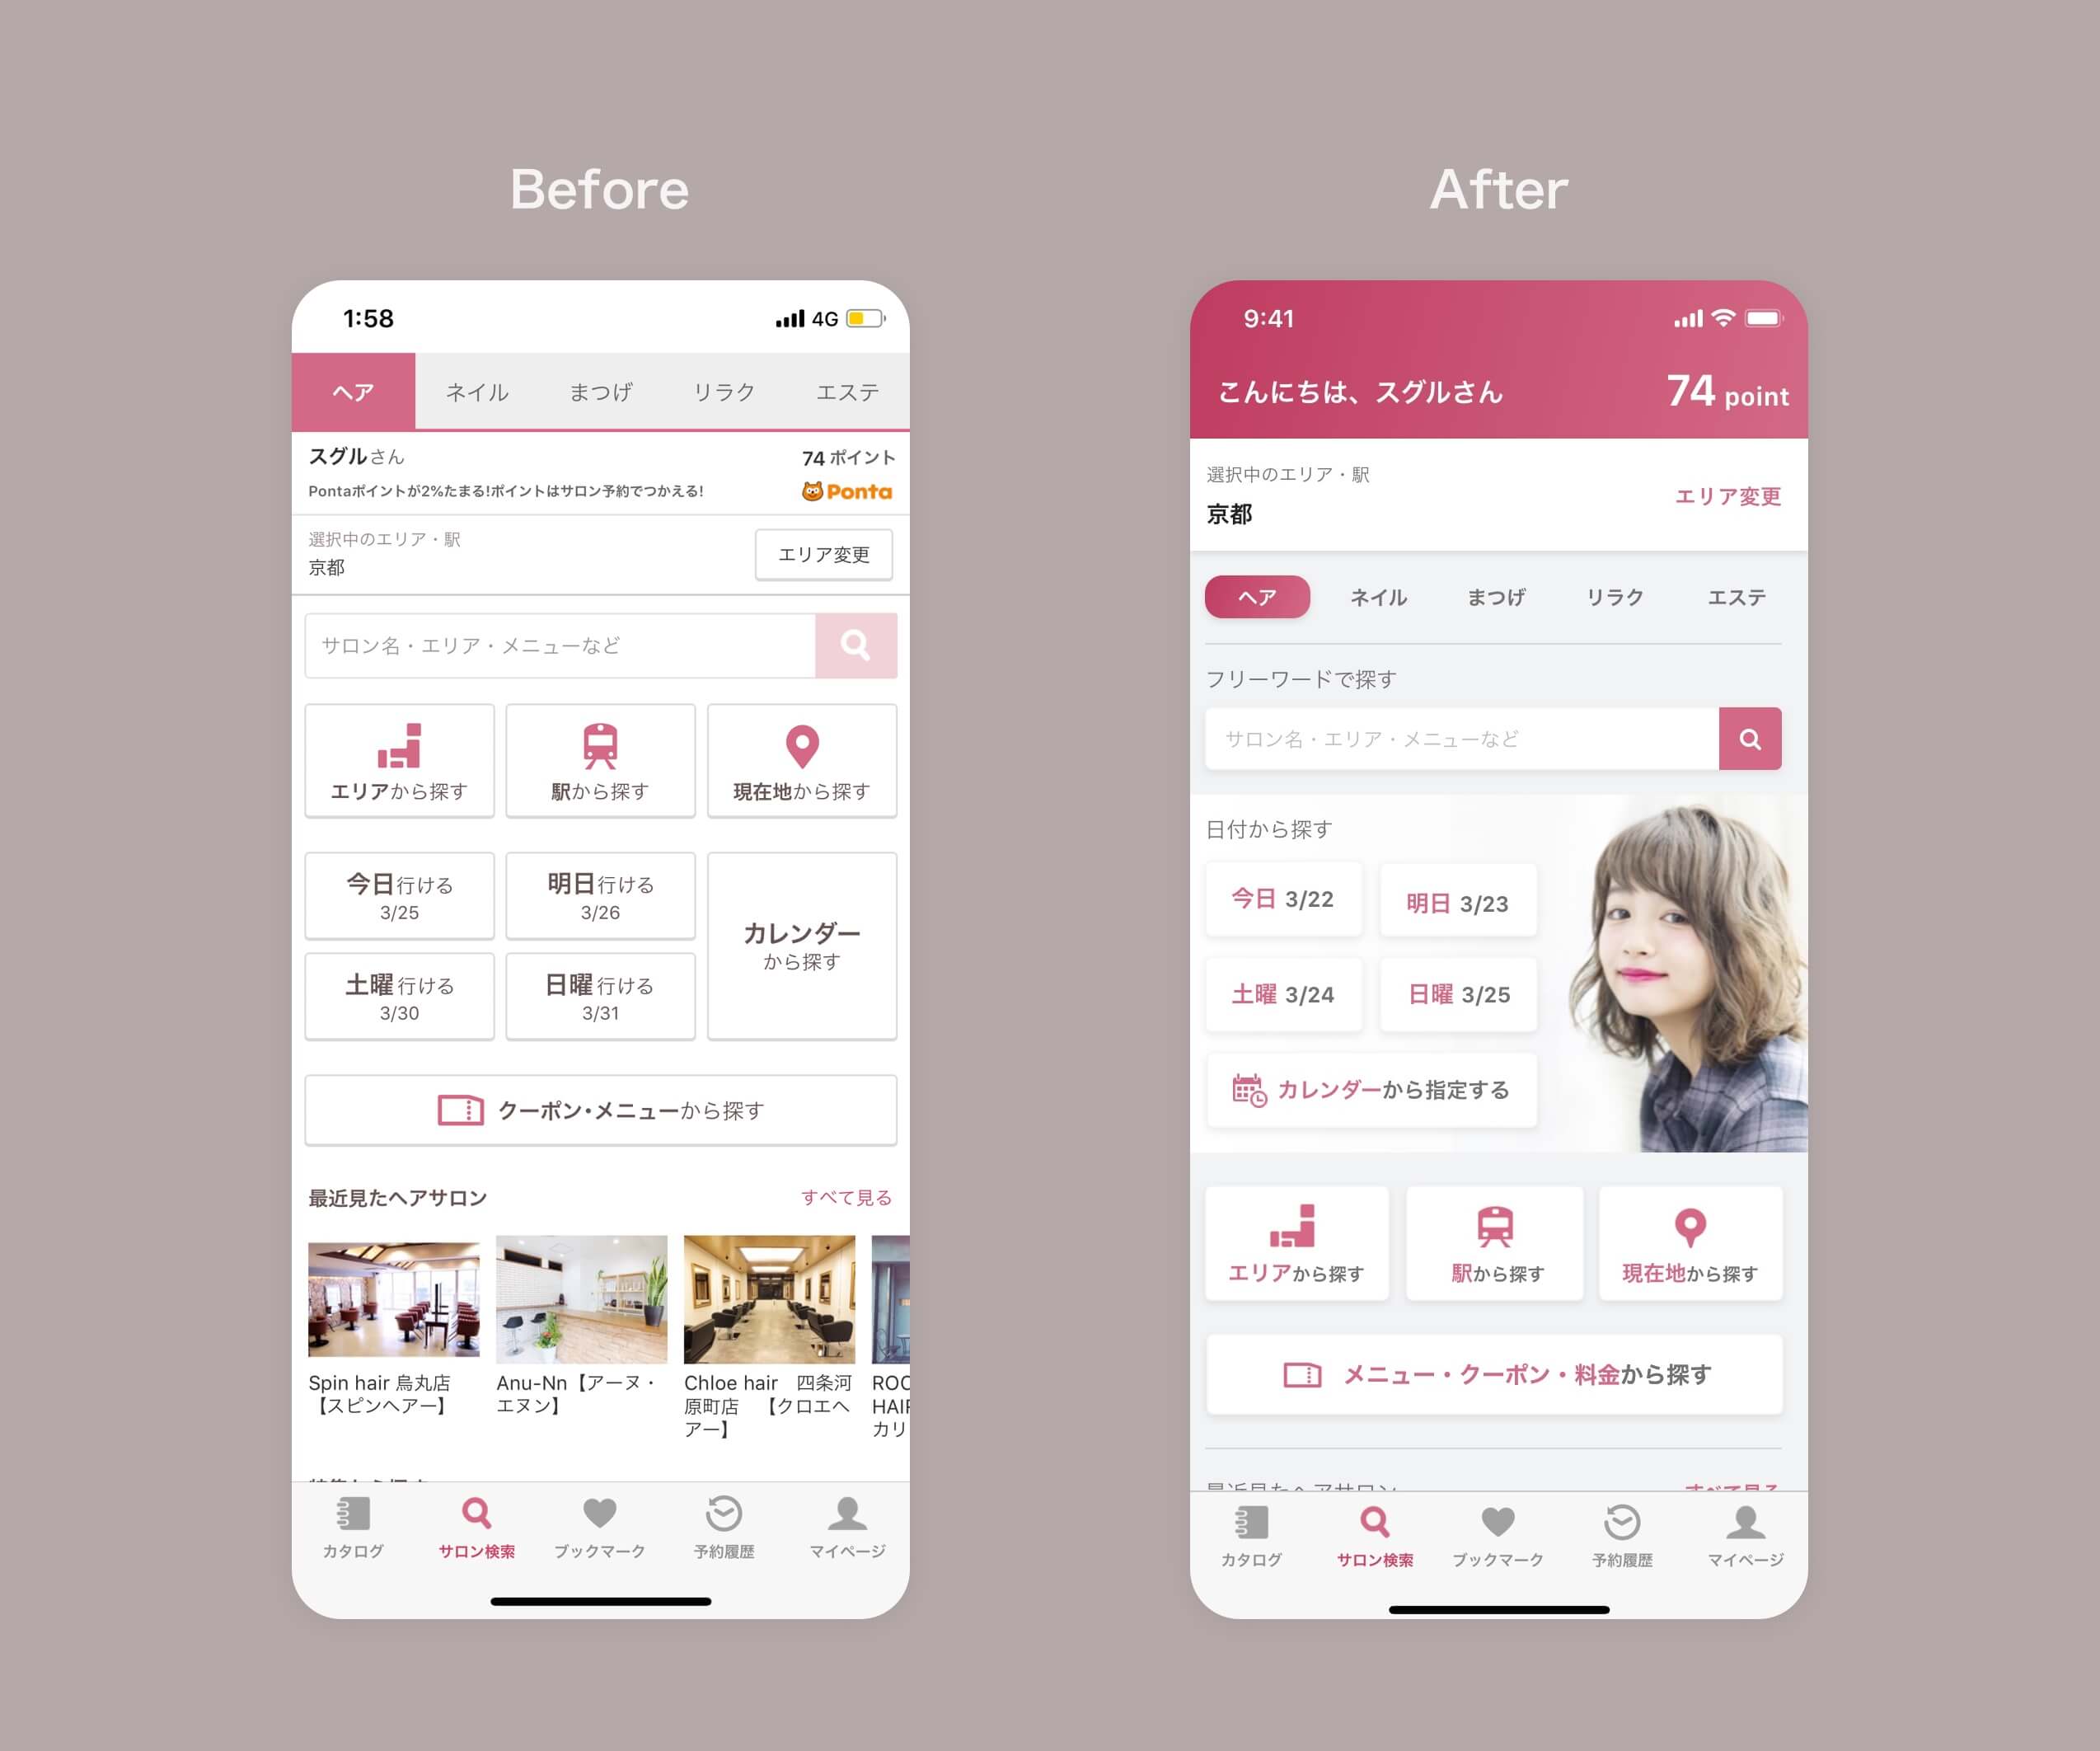 Before
1:58
4G
ヘア
ネイル
まつげ
リラク
エステ
スグルさん
74 ポイント
Pontaポイントが2%たまる!ポイントはサロン予約でつかえる!
Ponta
選択中のエリア・駅
京都
エリア変更
サロン名・エリア・メニューなど
エリアから探す
駅から探す
現在地から探す
今日行ける
3/25
明日行ける
3/26
土曜行ける
3/30
日曜行ける
3/31
カレンダー
から探す
クーポン・メニューから探す
最近見たヘアサロン
すべて見る
Spin hair 烏丸店
【スピンヘアー】
Anu-Nn【アーヌ・
エヌン】
Chloe hair　四条河
原町店　【クロエヘ
アー】
ROO
HAIR
カリ
カタログ
サロン検索
ブックマーク
予約履歴
マイページ
After
9:41
こんにちは、スグルさん
74 point
選択中のエリア・駅
京都
エリア変更
ヘア
ネイル
まつげ
リラク
エステ
フリーワードで探す
サロン名・エリア・メニューなど
日付から探す
今日 3/22
明日 3/23
土曜 3/24
日曜 3/25
カレンダーから指定する
エリアから探す
駅から探す
現在地から探す
メニュー・クーポン・料金から探す
最近見たヘアサロン
すべて見る
カタログ
サロン検索
ブックマーク
予約履歴
マイページ